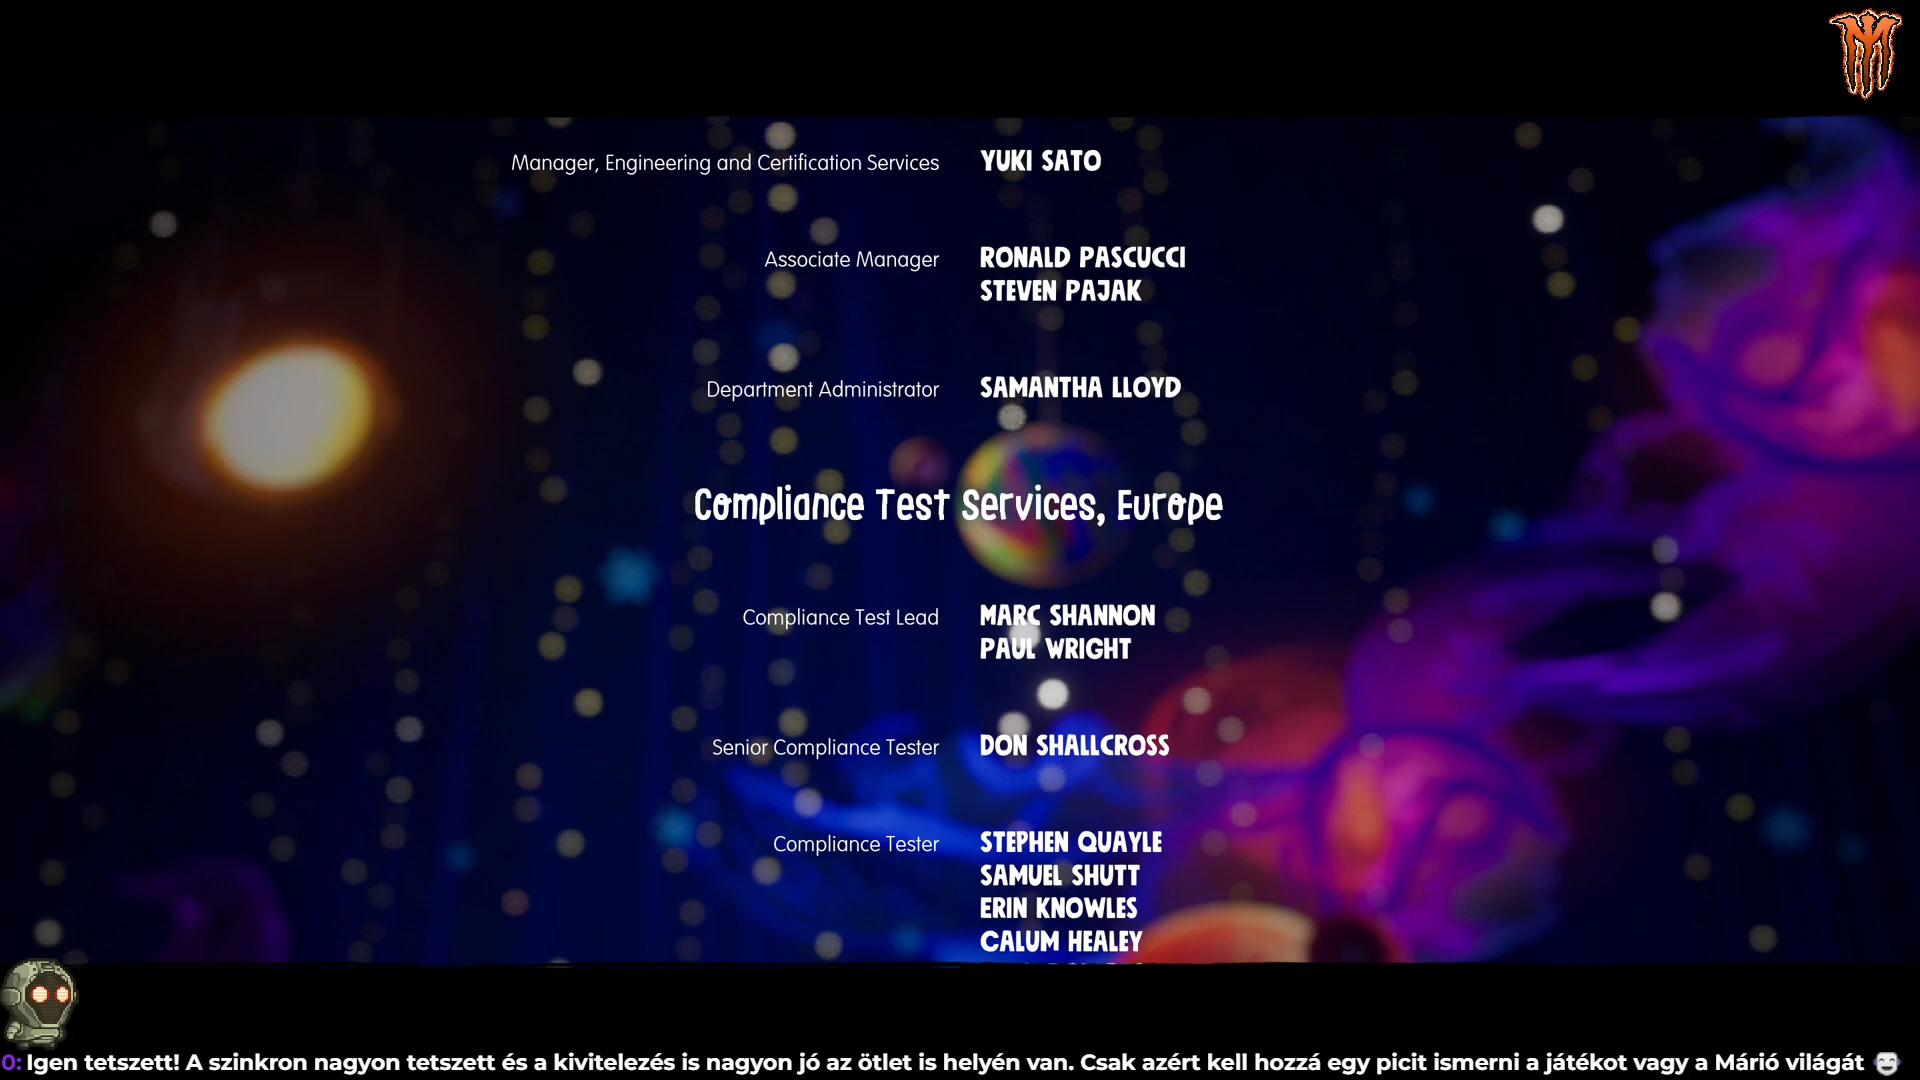 Manager, Engineering and Certification Services YUKI SATO
Associate Manager RONALD PASCUCCI
STEVEN PAJAK
Department Administrator SAMANTHA LLOYD
Compliance Test Services, Europe
Compliance Test Lead MARC SHANNON
PAUL WRIGHT
Senior Compliance Tester DON SHALLCROSS
Compliance Tester STEPHEN QUAYLE
SAMUEL SHUTT
ERIN KNOWLES
CALUM HEALEY
0: Igen tetszett! A szinkron nagyon tetszett és a kivitelezés is nagyon jó az ötlet is helyén van. Csak azért kell hozzá egy picit ismerni a játékot vagy a Márió világát